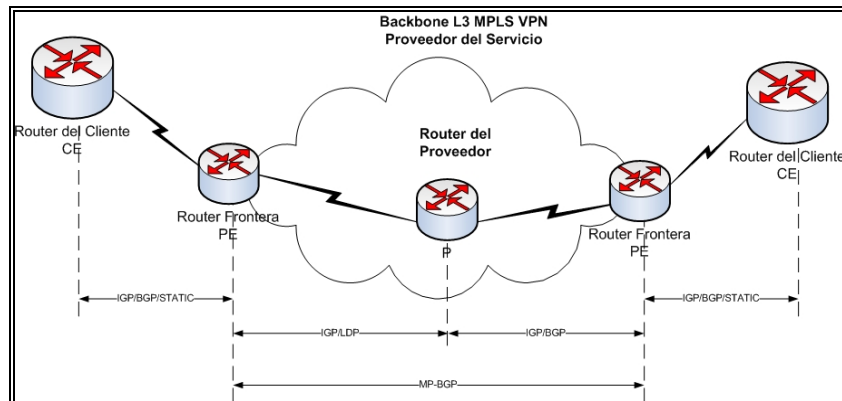 Backbone L3 MPLS VPN
Proveedor del Servicio
Router del Cliente
CE
Router del
Proveedor
Router del Cliente
CE
Router Frontera
PE
P
Router Frontera
PE
IGP/BGP/STATIC
IGP/BGP/STATIC
IGP/LDP
IGP/BGP
MP-BGP